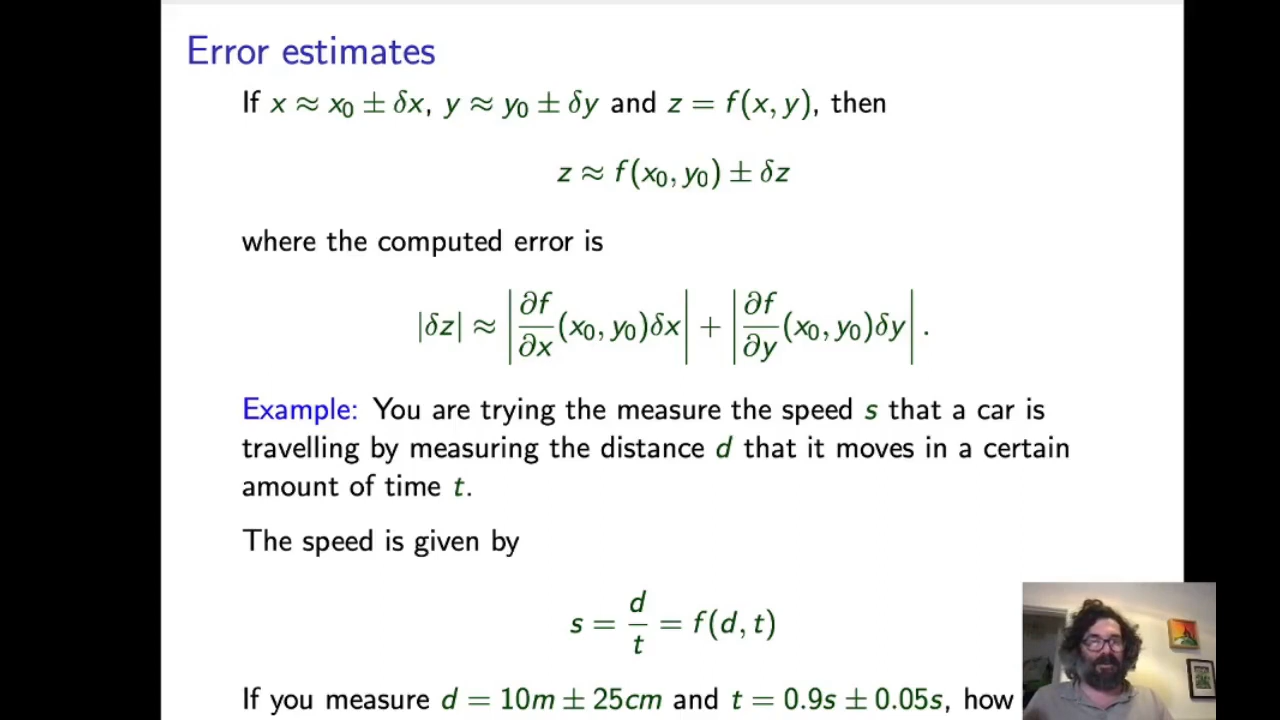 Error estimates
If x ≈ x₀ ± δx, y ≈ y₀ ± δy and z = f(x, y), then
z ≈ f(x₀, y₀) ± δz
where the computed error is
|δz| ≈ |∂f/∂x (x₀, y₀)δx| + |∂f/∂y (x₀, y₀)δy| .
Example: You are trying the measure the speed s that a car is
travelling by measuring the distance d that it moves in a certain
amount of time t.
The speed is given by
s = d/t = f(d, t)
If you measure d = 10m ± 25cm and t = 0.9s ± 0.05s, how